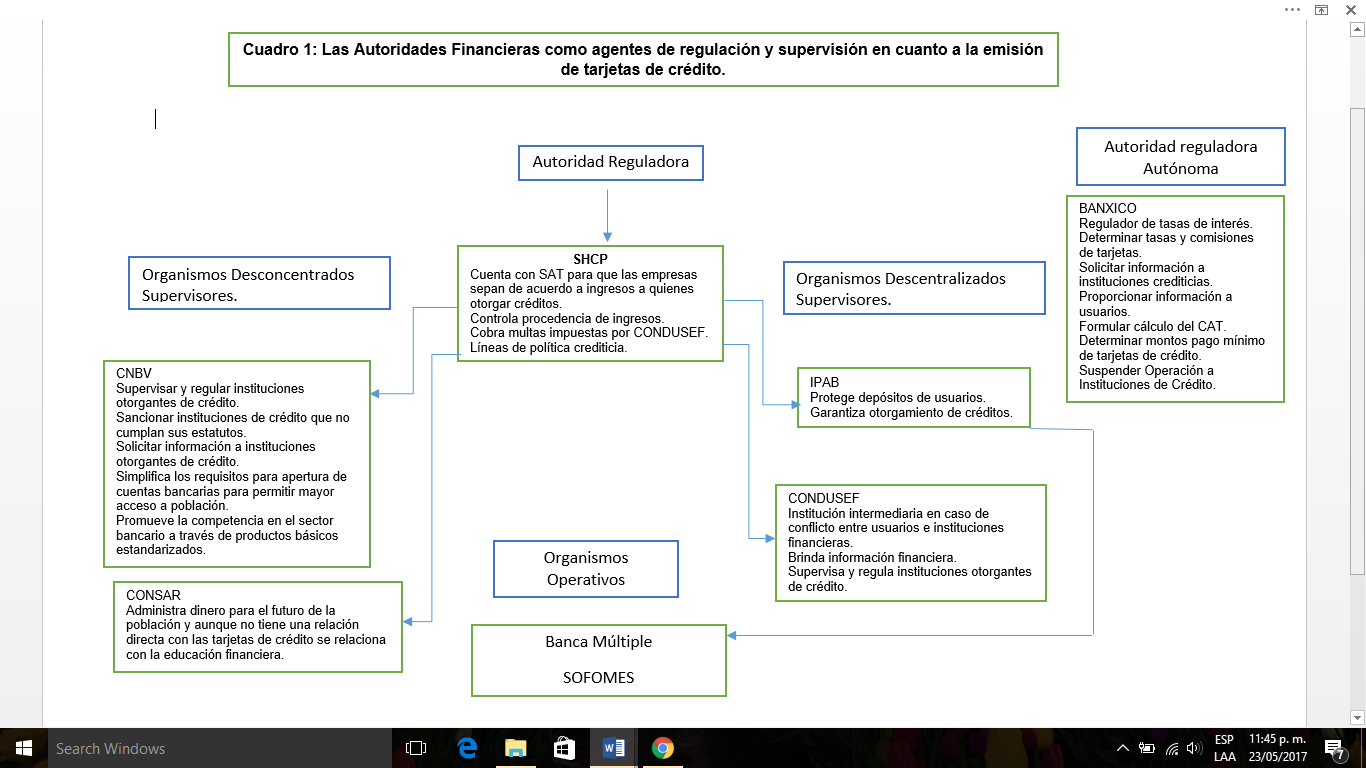 Cuadro 1: Las Autoridades Financieras como agentes de regulación y supervisión en cuanto a la emisión
de tarjetas de crédito.
Autoridad Reguladora
Autoridad reguladora
Autónoma
BANXICO
Regulador de tasas de interés.
Determinar tasas y comisiones
de tarjetas.
Solicitar información a
instituciones crediticias.
Proporcionar información a
usuarios.
Formular cálculo del CAT.
Determinar montos pago mínimo
de tarjetas de crédito.
Suspender Operación a
Instituciones de Crédito.
SHCP
Cuenta con SAT para que las empresas
sepan de acuerdo a ingresos a quienes
otorgar créditos.
Controla procedencia de ingresos.
Cobra multas impuestas por CONDUSEF.
Líneas de política crediticia.
Organismos Desconcentrados
Supervisores.
Organismos Descentralizados
Supervisores.
CNBV
Supervisar y regular instituciones
otorgantes de crédito.
Sancionar instituciones de crédito que no
cumplan sus estatutos.
Solicitar información a instituciones
otorgantes de crédito.
Simplifica los requisitos para apertura de
cuentas bancarias para permitir mayor
acceso a población.
Promueve la competencia en el sector
bancario a través de productos básicos
estandarizados.
IPAB
Protege depósitos de usuarios.
Garantiza otorgamiento de créditos.
CONDUSEF
Institución intermediaria en caso de
conflicto entre usuarios e instituciones
financieras.
Brinda información financiera.
Supervisa y regula instituciones otorgantes
de crédito.
Organismos
Operativos
CONSAR
Administra dinero para el futuro de la
población y aunque no tiene una relación
directa con las tarjetas de crédito se relaciona
con la educación financiera.
Banca Múltiple
SOFOMES
Search Windows
ESP
LAA
11:45 p. m.
23/05/2017
7